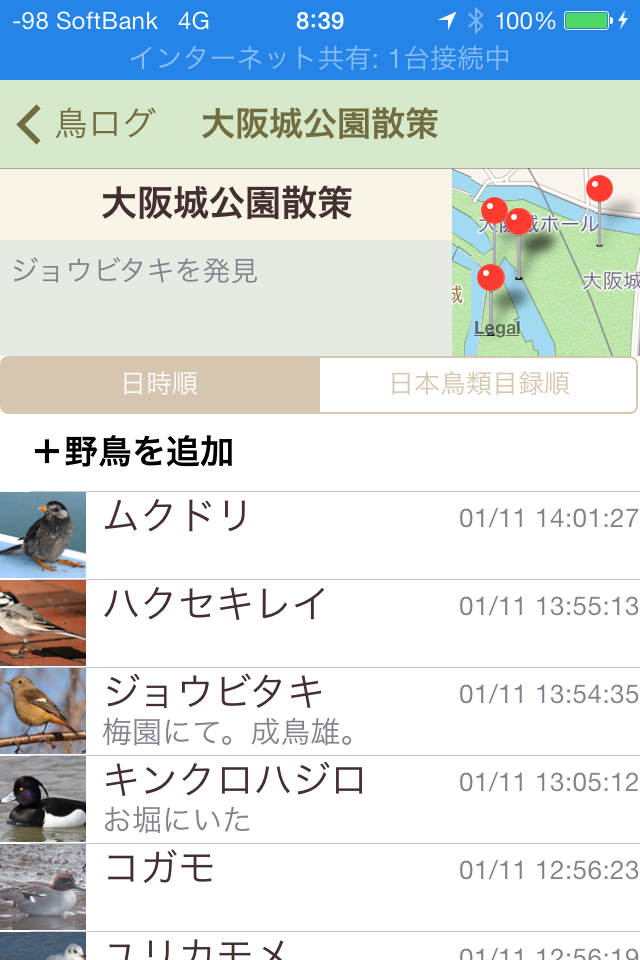 -98 SoftBank 4G 8:39 100%
インターネット共有: 1台接続中
鳥ログ 大阪城公園散策
大阪城公園散策
ジョウビタキを発見
大阪城ホール
大阪城
城
Legal
日時順 日本鳥類目録順
+野鳥を追加
ムクドリ 01/11 14:01:27
ハクセキレイ 01/11 13:55:13
ジョウビタキ 01/11 13:54:35
梅園にて。成鳥雄。
キンクロハジロ 01/11 13:05:12
お堀にいた
コガモ 01/11 12:56:23
ユリカモメ 01/11 12:56:19